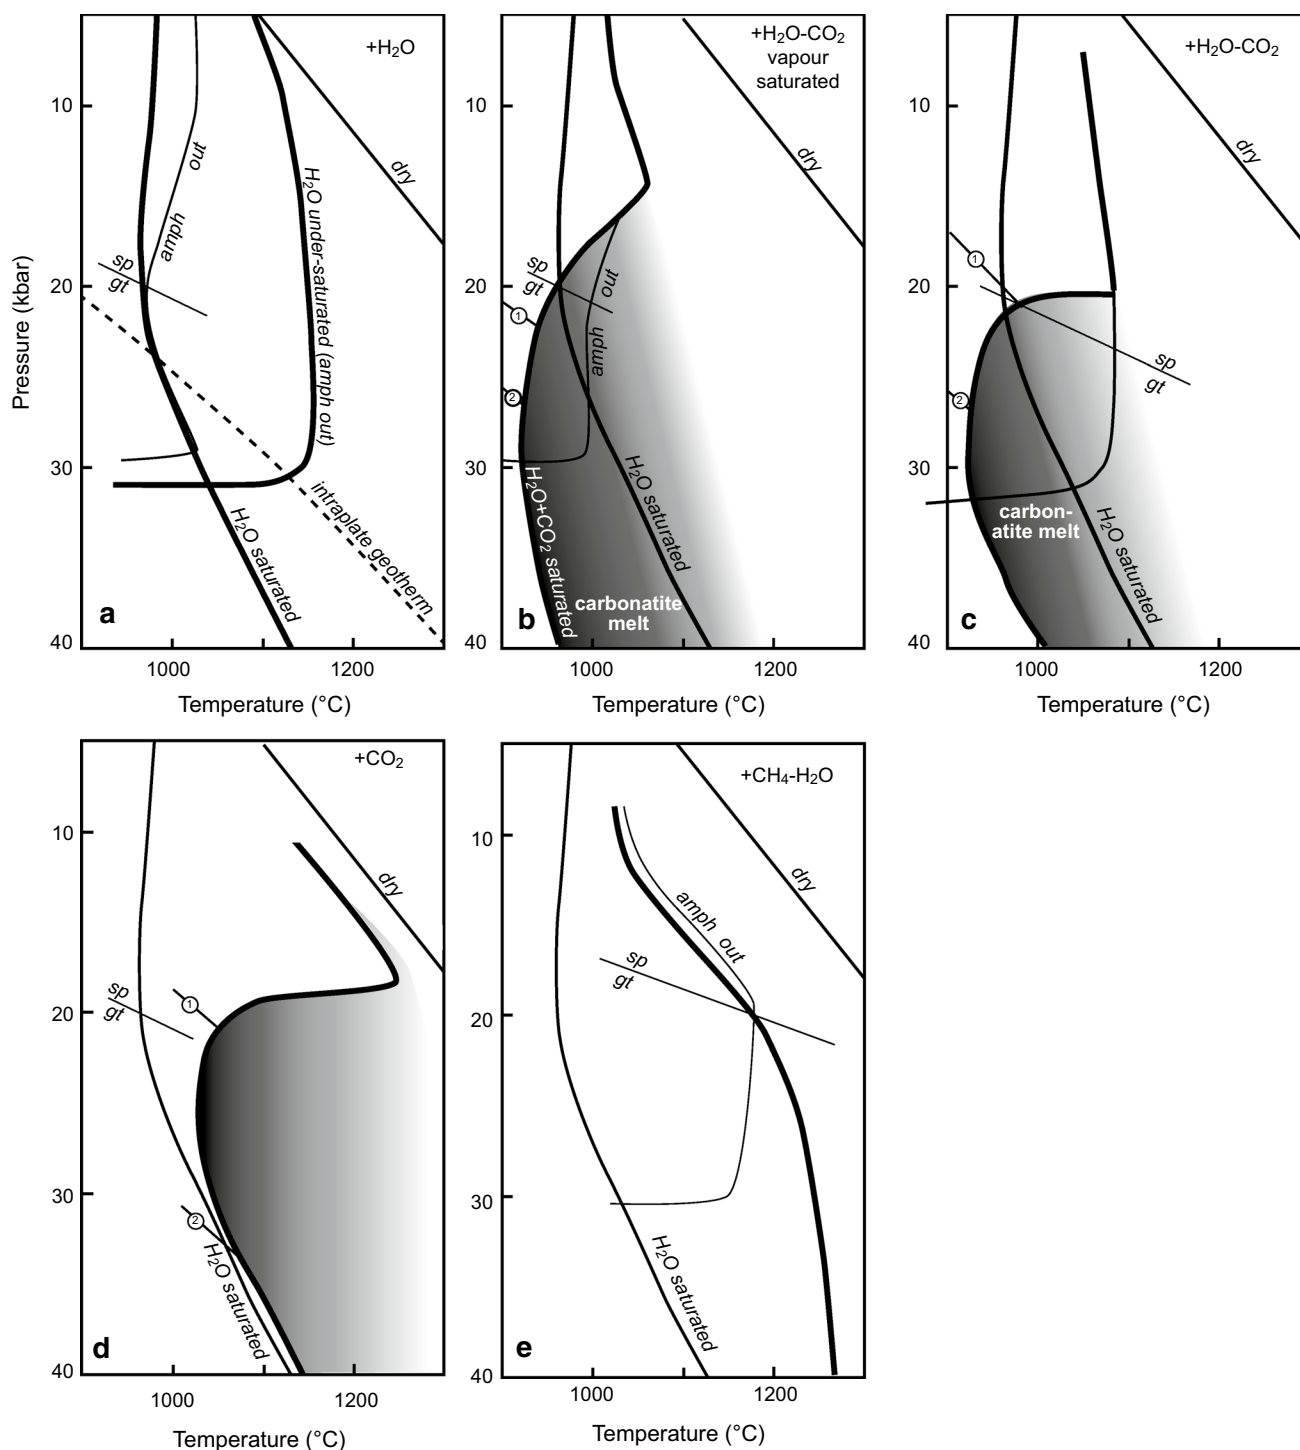 +H2O
10
20
30
40
Pressure (kbar)
out
amph
sp
gt
H2O under-saturated (amph out)
dry
intraplate geotherm
H2O saturated
a
1000
1200
Temperature (°C)
+H2O-CO2
vapour
saturated
10
20
30
40
dry
sp
gt
out
amph
1
2
H2O saturated
H2O+CO2 saturated
carbonatite
melt
b
1000
1200
Temperature (°C)
+H2O-CO2
10
20
30
40
dry
1
sp
gt
2
carbon-
atite melt
H2O saturated
c
1000
1200
Temperature (°C)
+CO2
10
20
30
40
dry
sp
gt
1
2
H2O saturated
d
1000
1200
Temperature (°C)
+CH4-H2O
10
20
30
40
dry
amph out
sp
gt
H2O saturated
e
1000
1200
Temperature (°C)